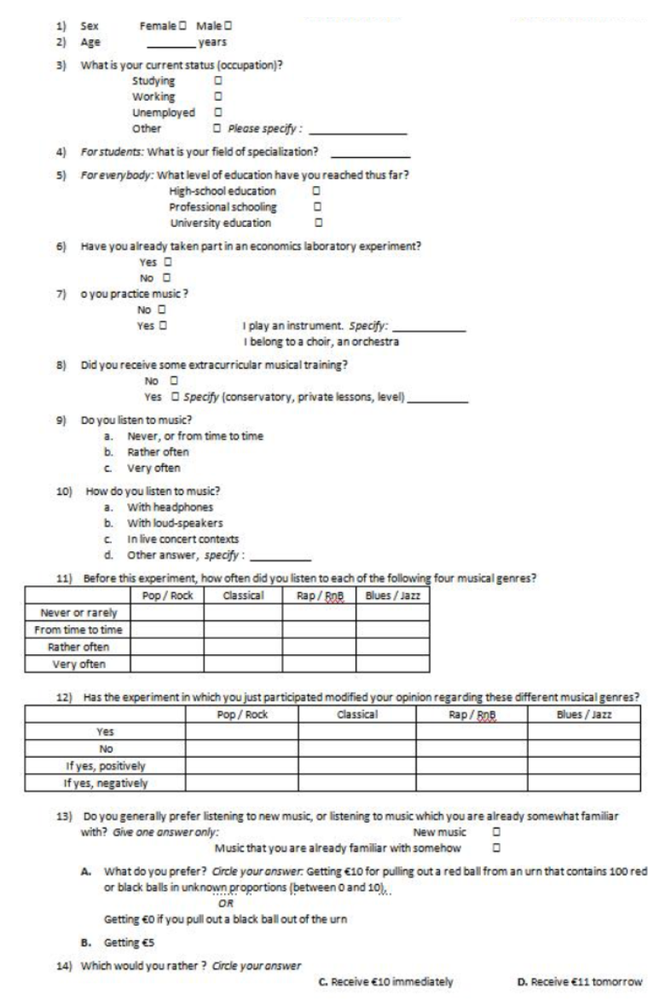 1) Sex Female □ Male □
2) Age ________ years
3) What is your current status (occupation)?
Studying □
Working □
Unemployed □
Other □ Please specify : ________________
4) For students: What is your field of specialization? _____________
5) For everybody: What level of education have you reached thus far?
High-school education □
Professional schooling □
University education □
6) Have you already taken part in an economics laboratory experiment?
Yes □
No □
7) o you practice music ?
No □
Yes □ I play an instrument. Specify: ____________
I belong to a choir, an orchestra
8) Did you receive some extracurricular musical training?
No □
Yes □ Specify (conservatory, private lessons, level) __________
9) Do you listen to music?
a. Never, or from time to time
b. Rather often
c. Very often
10) How do you listen to music?
a. With headphones
b. With loud-speakers
c. In live concert contexts
d. Other answer, specify : __________
11) Before this experiment, how often did you listen to each of the following four musical genres?
Pop / Rock Classical Rap / RnB Blues / Jazz
Never or rarely
From time to time
Rather often
Very often
12) Has the experiment in which you just participated modified your opinion regarding these different musical genres?
Pop / Rock Classical Rap / RnB Blues / Jazz
Yes
No
If yes, positively
If yes, negatively
13) Do you generally prefer listening to new music, or listening to music which you are already somewhat familiar
with? Give one answer only: New music □
Music that you are already familiar with somehow □
A. What do you prefer? Circle your answer: Getting €10 for pulling out a red ball from an urn that contains 100 red
or black balls in unknown proportions (between 0 and 10),
OR
Getting €0 if you pull out a black ball out of the urn
B. Getting €5
14) Which would you rather ? Circle your answer
C. Receive €10 immediately D. Receive €11 tomorrow